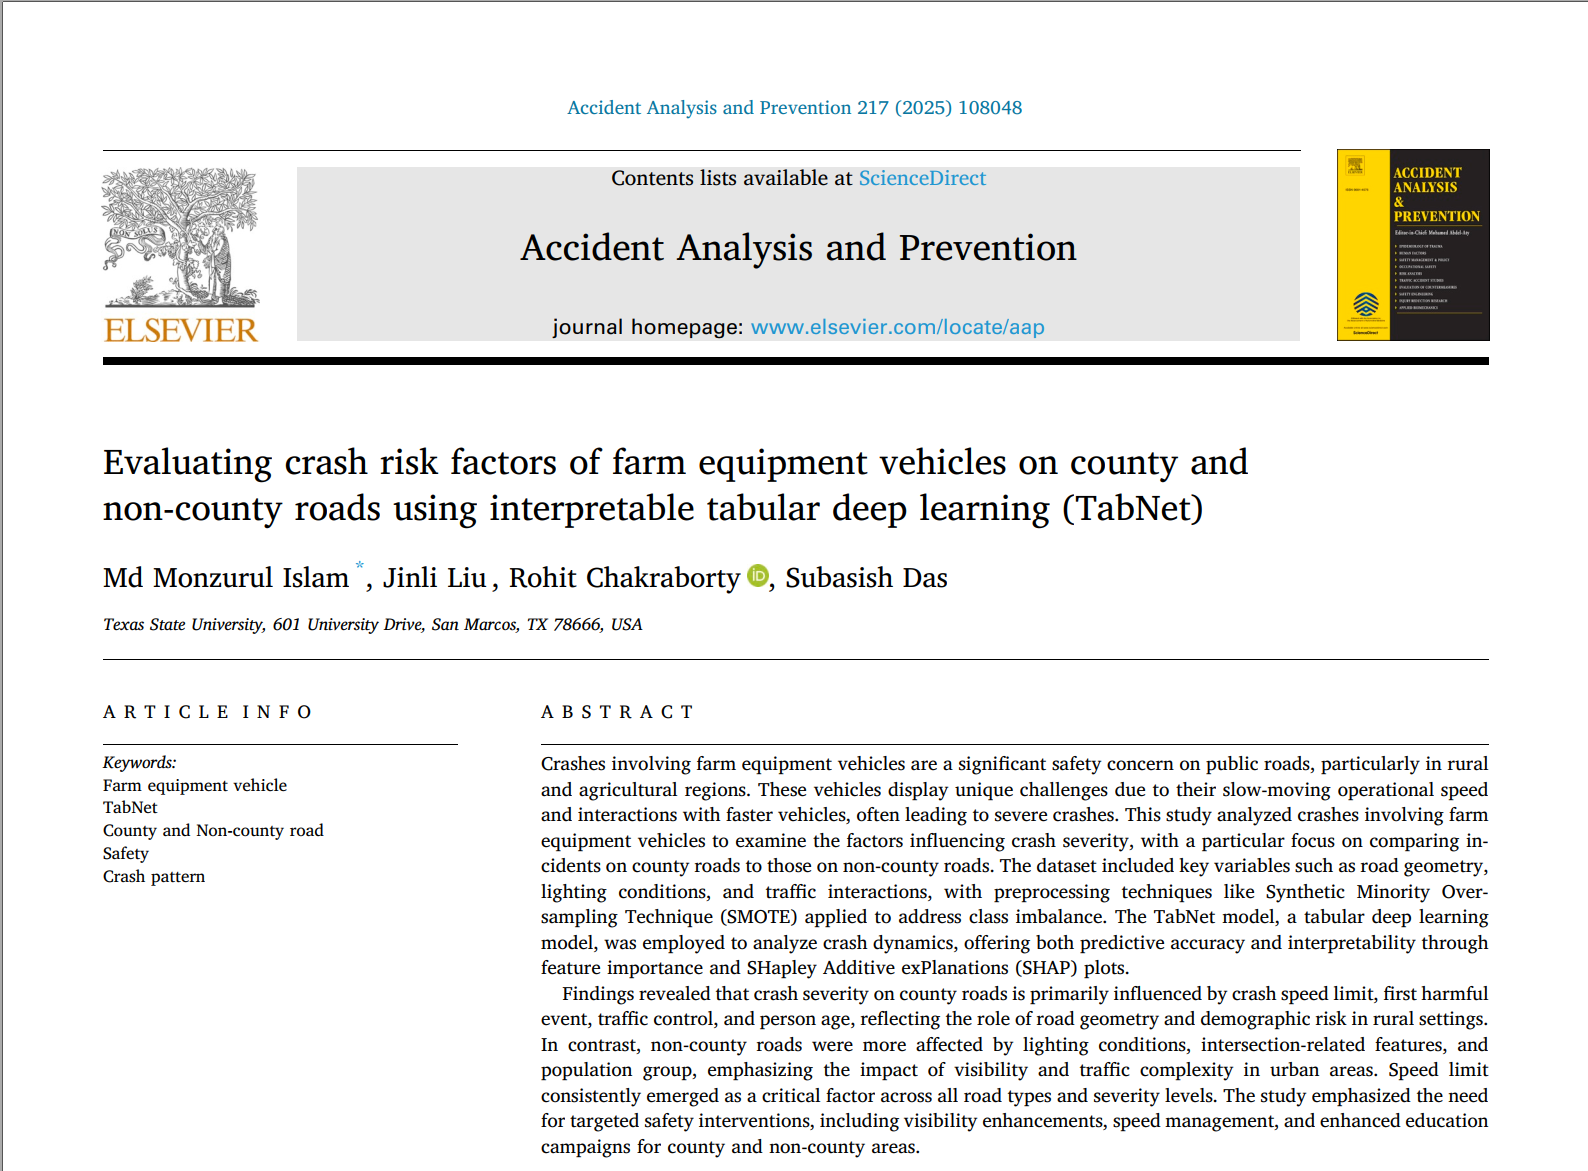 Accident Analysis and Prevention 217 (2025) 108048
Contents lists available at ScienceDirect
Accident Analysis and Prevention
journal homepage: www.elsevier.com/locate/aap
NON SOLUS
ELSEVIER
ACCIDENT
ANALYSIS
&
PREVENTION
Editor-in-Chief: Mohamed Abdel-Aty
ScienceDirect
Evaluating crash risk factors of farm equipment vehicles on county and
non-county roads using interpretable tabular deep learning (TabNet)
Md Monzurul Islam *, Jinli Liu, Rohit Chakraborty iD, Subasish Das
Texas State University, 601 University Drive, San Marcos, TX 78666, USA
ARTICLE INFO
Keywords:
Farm equipment vehicle
TabNet
County and Non-county road
Safety
Crash pattern
ABSTRACT
Crashes involving farm equipment vehicles are a significant safety concern on public roads, particularly in rural
and agricultural regions. These vehicles display unique challenges due to their slow-moving operational speed
and interactions with faster vehicles, often leading to severe crashes. This study analyzed crashes involving farm
equipment vehicles to examine the factors influencing crash severity, with a particular focus on comparing in-
cidents on county roads to those on non-county roads. The dataset included key variables such as road geometry,
lighting conditions, and traffic interactions, with preprocessing techniques like Synthetic Minority Over-
sampling Technique (SMOTE) applied to address class imbalance. The TabNet model, a tabular deep learning
model, was employed to analyze crash dynamics, offering both predictive accuracy and interpretability through
feature importance and SHapley Additive exPlanations (SHAP) plots.
Findings revealed that crash severity on county roads is primarily influenced by crash speed limit, first harmful
event, traffic control, and person age, reflecting the role of road geometry and demographic risk in rural settings.
In contrast, non-county roads were more affected by lighting conditions, intersection-related features, and
population group, emphasizing the impact of visibility and traffic complexity in urban areas. Speed limit
consistently emerged as a critical factor across all road types and severity levels. The study emphasized the need
for targeted safety interventions, including visibility enhancements, speed management, and enhanced education
campaigns for county and non-county areas.